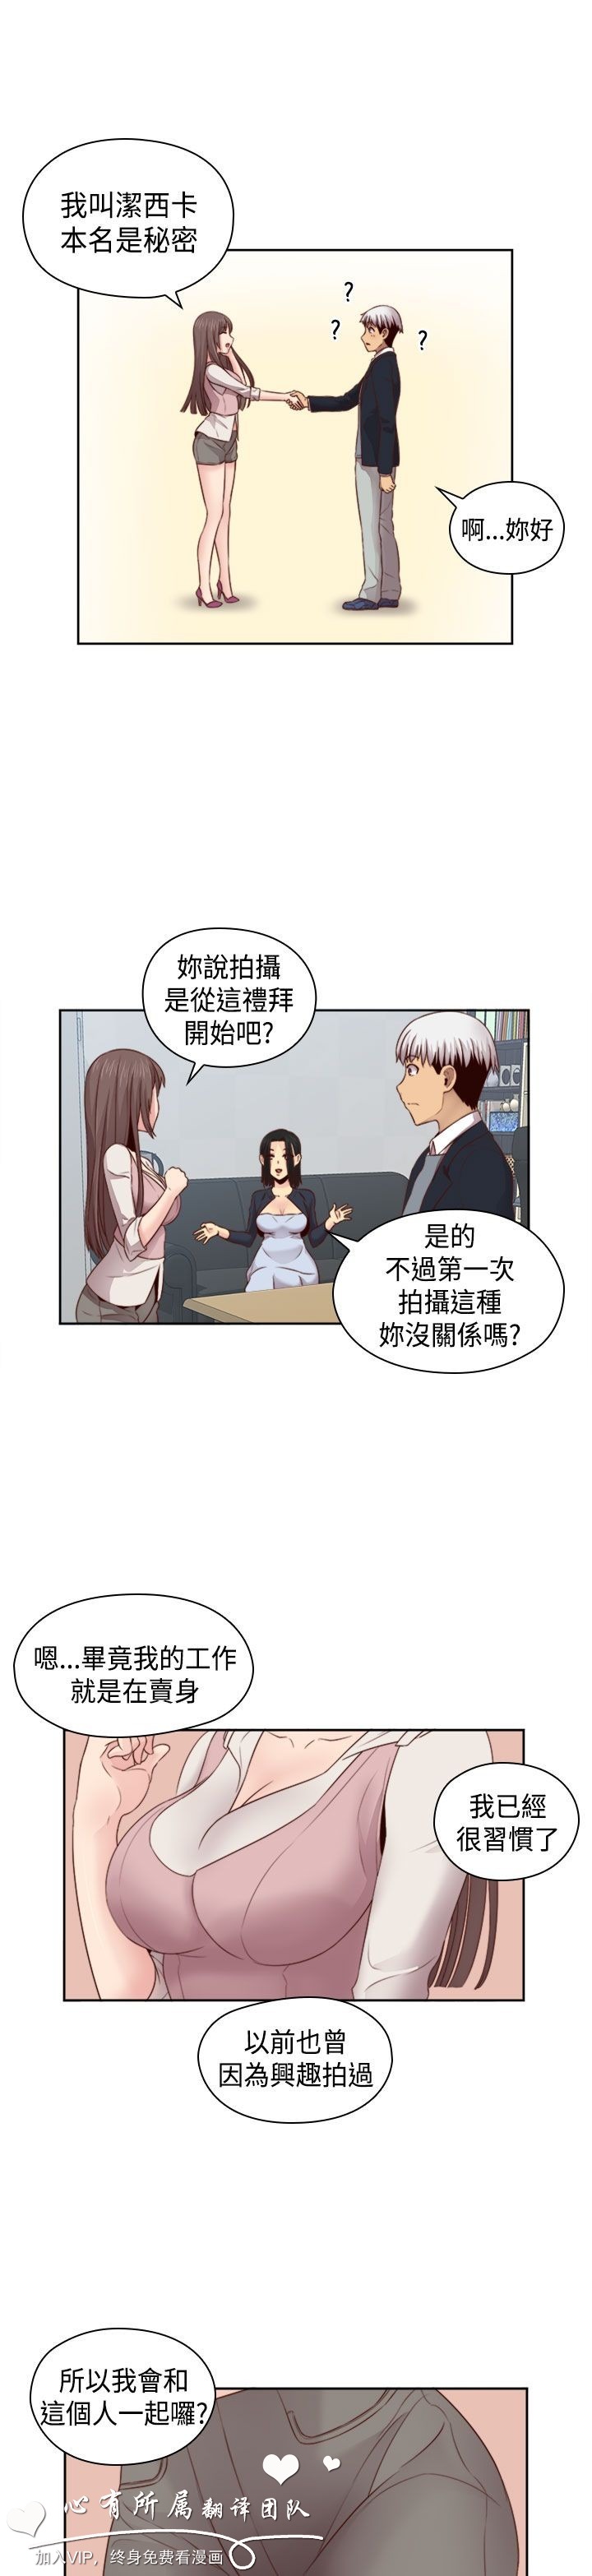 我叫潔西卡
本名是秘密
?
?
?
啊...妳好
妳說拍攝
是從這禮拜
開始吧?
是的
不過第一次
拍攝這種
妳沒關係嗎?
嗯...畢竟我的工作
就是在賣身
我已經
很習慣了
以前也曾
因為興趣拍過
所以我會和
這個人一起囉?
心有所属翻译团队
加入VIP，终身免费看漫画